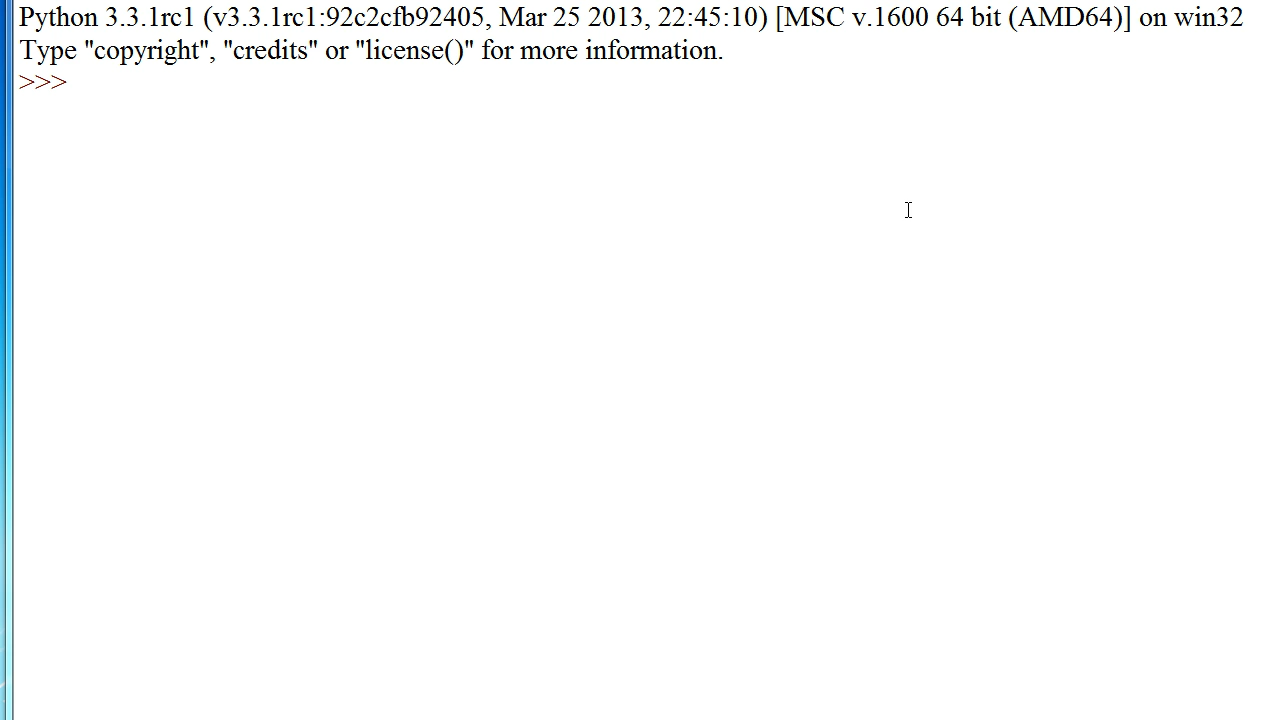 Python 3.3.1rc1 (v3.3.1rc1:92c2cfb92405, Mar 25 2013, 22:45:10) [MSC v.1600 64 bit (AMD64)] on win32
Type "copyright", "credits" or "license()" for more information.
>>>